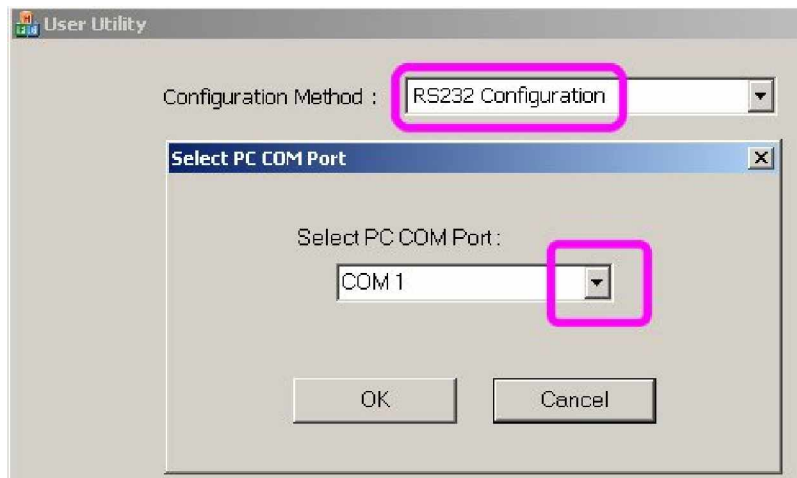 User Utility
Configuration Method : RS232 Configuration
Select PC COM Port
Select PC COM Port :
COM 1
OK Cancel